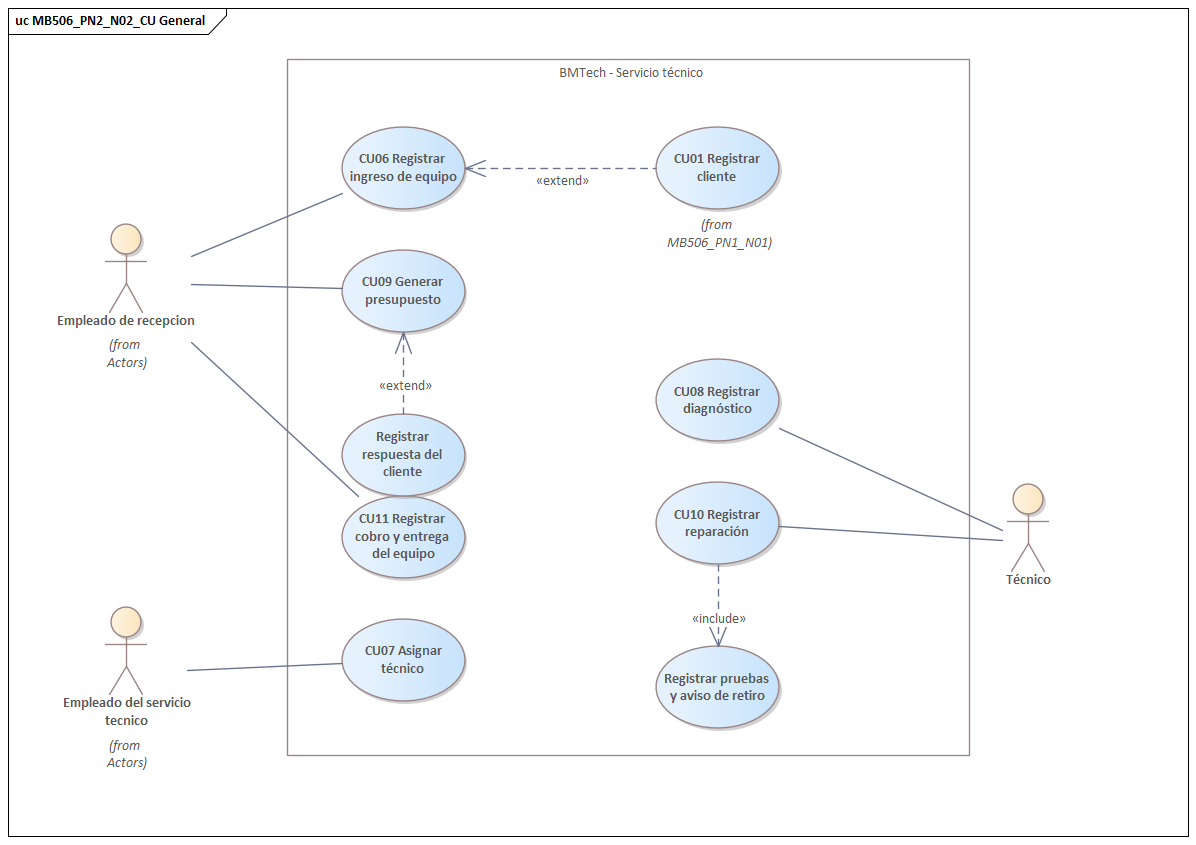 uc MB506_PN2_N02_CU General
BMTech - Servicio técnico
CU06 Registrar
ingreso de equipo
«extend»
CU01 Registrar
cliente
(from
MB506_PN1_N01)
Empleado de recepcion
(from
Actors)
CU09 Generar
presupuesto
«extend»
Registrar
respuesta del
cliente
CU11 Registrar
cobro y entrega
del equipo
CU08 Registrar
diagnóstico
CU10 Registrar
reparación
«include»
Registrar pruebas
y aviso de retiro
Técnico
Empleado del servicio
tecnico
(from
Actors)
CU07 Asignar
técnico